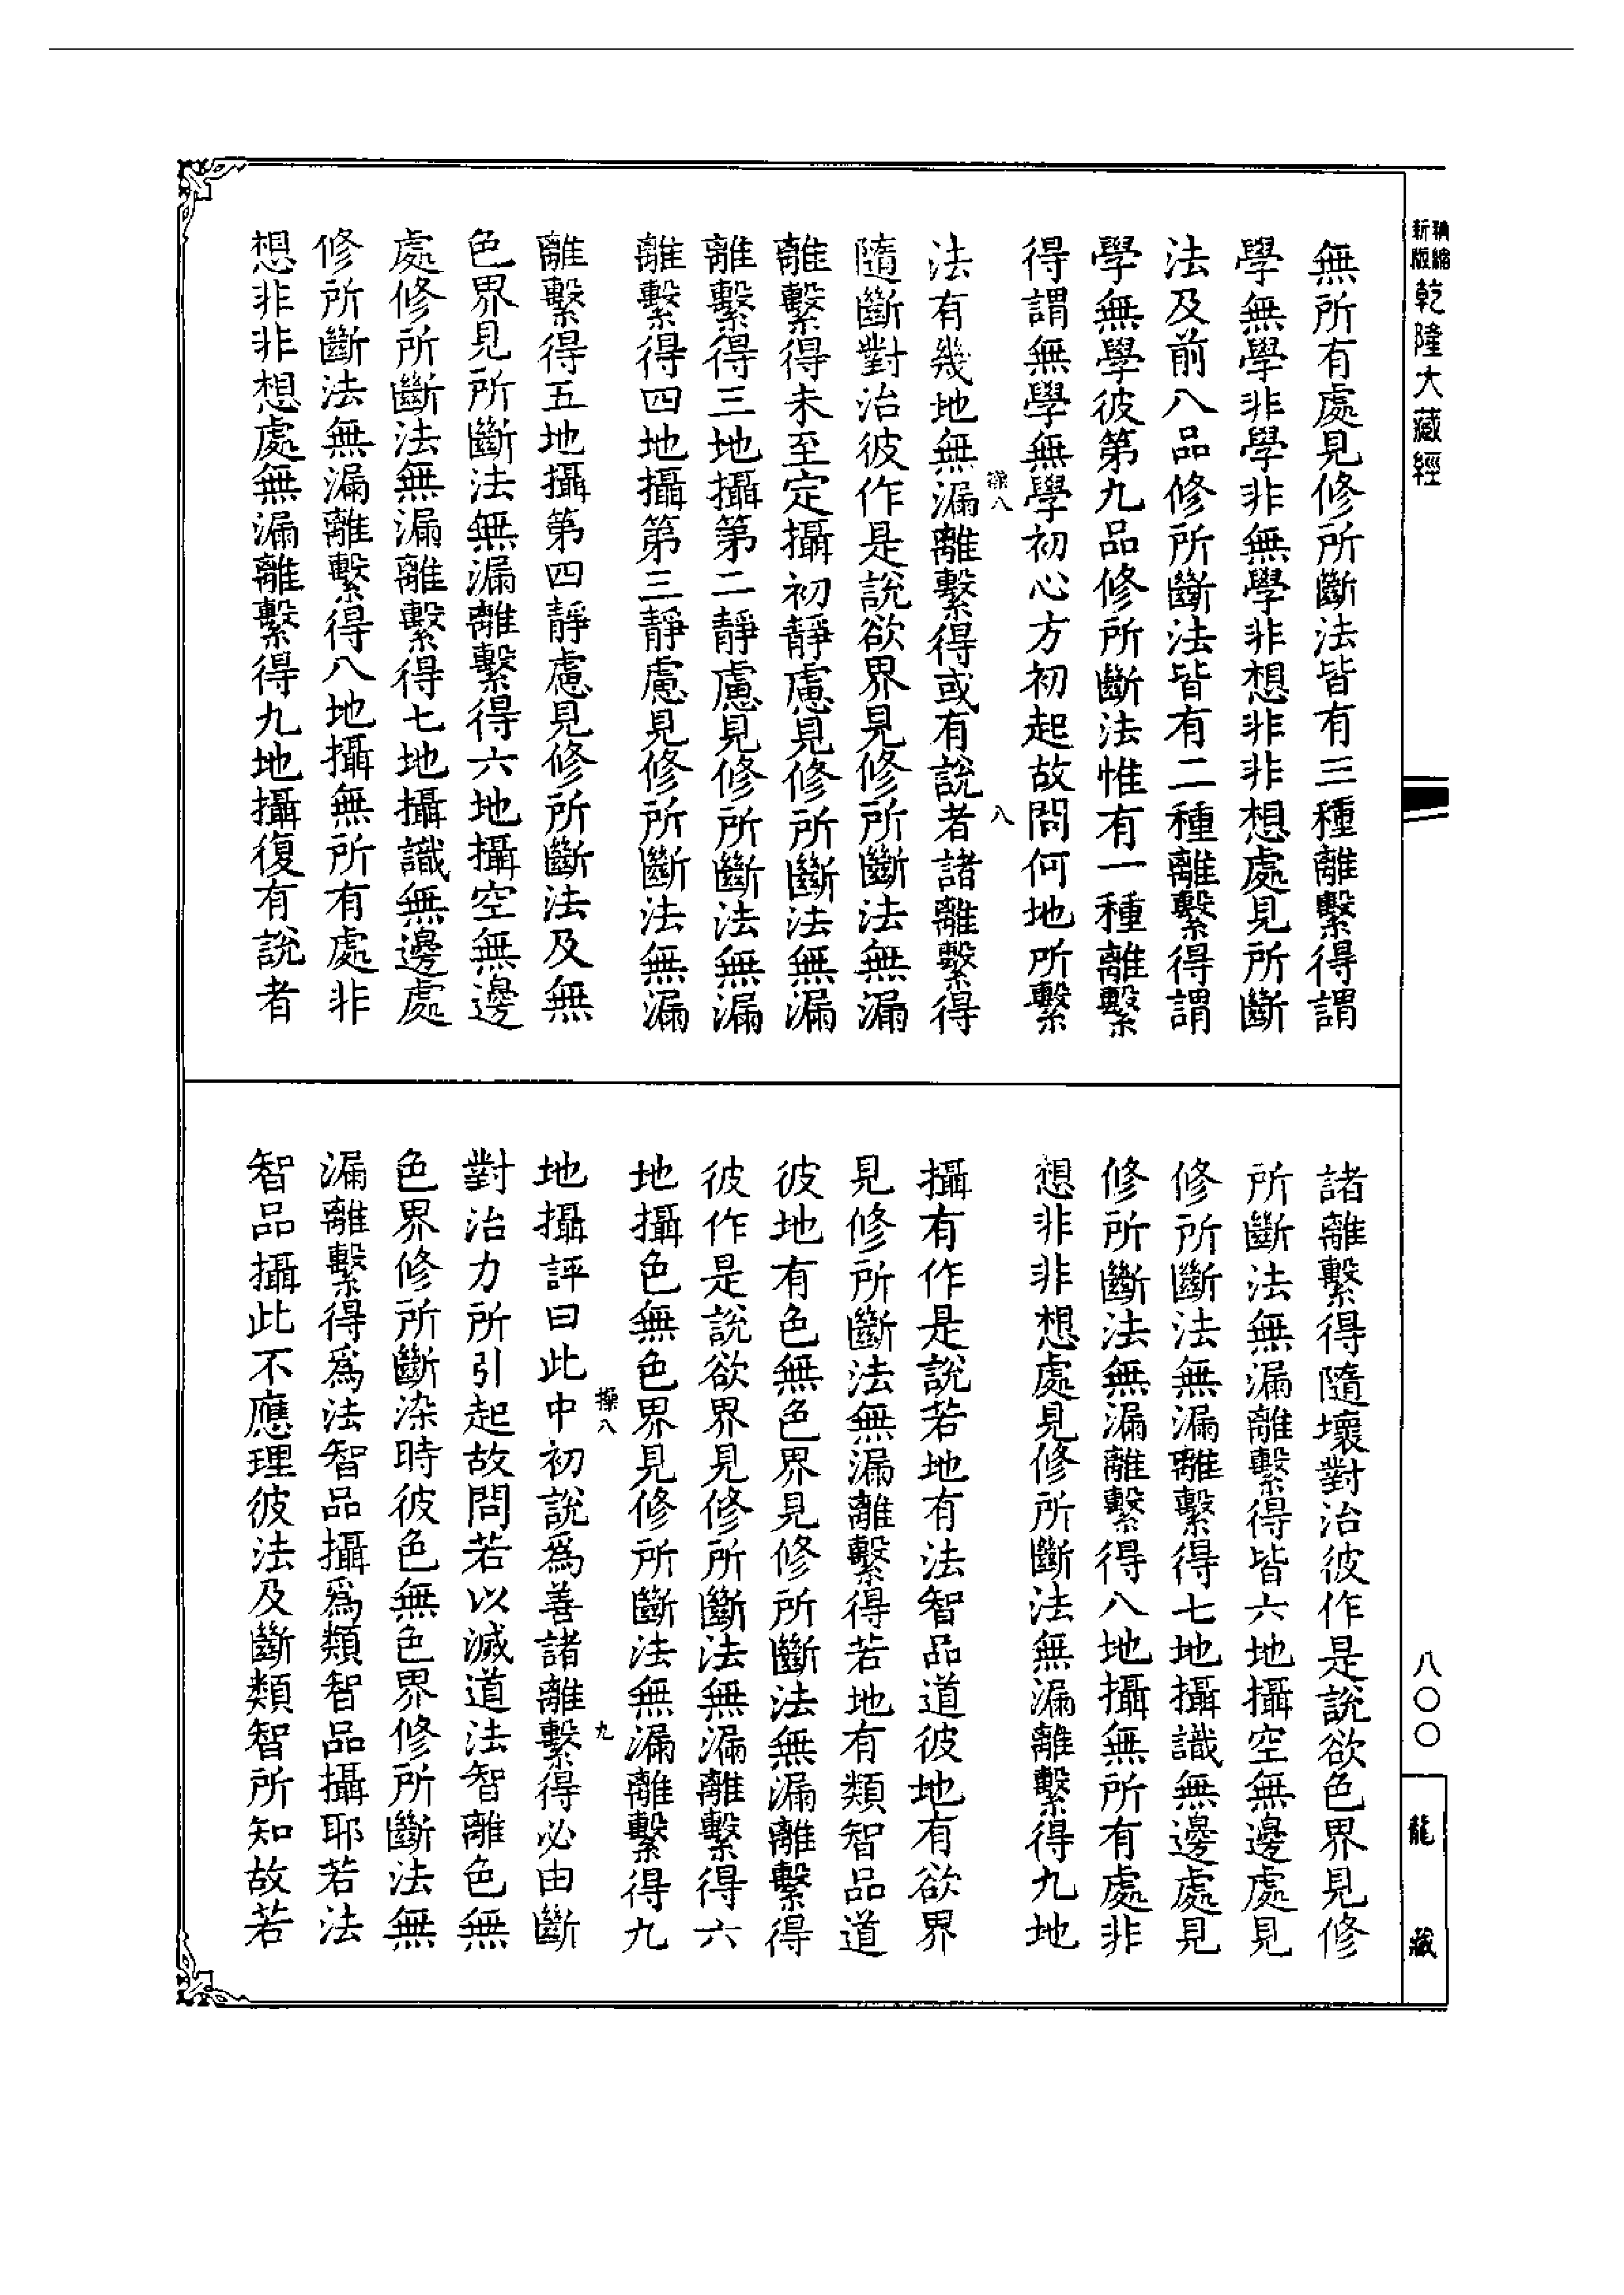 精縮新版乾隆大藏經
無所有處見修所斷法皆有三種離繫得謂
學無學非學非無學非想非非想處見所斷
法及前八品修所斷法皆有二種離繫得謂
學無學彼第九品修所斷法惟有一種離繫
得謂無學無學初心方初起故問何地所繫
法有幾地無漏離繫得或有說者諸離繫得
隨斷對治彼作是說欲界見修所斷法無漏
離繫得未至定攝初靜慮見修所斷法無漏
離繫得三地攝第二靜慮見修所斷法無漏
離繫得四地攝第三靜慮見修所斷法無漏
離繫得五地攝第四靜慮見修所斷法及無
色界見所斷法無漏離繫得六地攝空無邊
處修所斷法無漏離繫得七地攝識無邊處
修所斷法無漏離繫得八地攝無所有處非
想非非想處無漏離繫得九地攝復有說者
諸離繫得隨壞對治彼作是說欲色界見修
所斷法無漏離繫得皆六地攝空無邊處見
修所斷法無漏離繫得七地攝識無邊處見
修所斷法無漏離繫得八地攝無所有處非
想非非想處見修所斷法無漏離繫得九地
攝有作是說若地有法智品道彼地有欲界
見修所斷法無漏離繫得若地有類智品道
彼地有色無色界見修所斷法無漏離繫得
彼作是說欲界見修所斷法無漏離繫得六
地攝色無色界見修所斷法無漏離繫得九
地攝評曰此中初說為善諸離繫得必由斷
對治力所引起故問若以滅道法智離色無
色界修所斷染時彼色無色界修所斷法無
漏離繫得為法智品攝為類智品攝耶若法
智品攝此不應理彼法及斷類智所知故若
八
八
九
八〇〇
龍藏